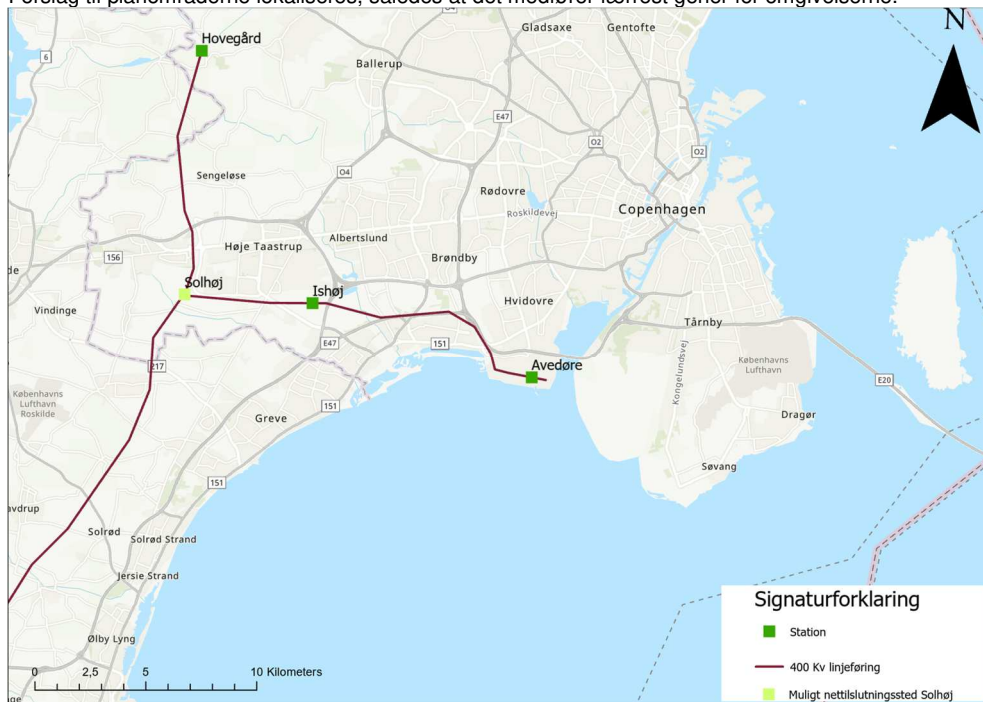 Forslag til planområderne lokaliseres, således at det medfører færrest gener for omgivelserne.
N
Hovegård
Gladsaxe
Gentofte
6
Ballerup
E47
O2
O2
Sengeløse
O4
Rødovre
Roskildevej
Copenhagen
Albertslund
Høje Taastrup
156
Brøndby
Solhøj
Ishøj
Hvidovre
Vindinge
Tårnby
E47
151
Avedøre
217
Københavns
Lufthavn
Kongelundsvej
E20
Københavns
Lufthavn
Roskilde
151
Greve
Dragør
Søvang
151
Solrød
Solrød Strand
Jersie Strand
Ølby Lyng
Signaturforklaring
Station
400 Kv linjeføring
Muligt nettilslutningssted Solhøj
0 2,5 5 10 Kilometers